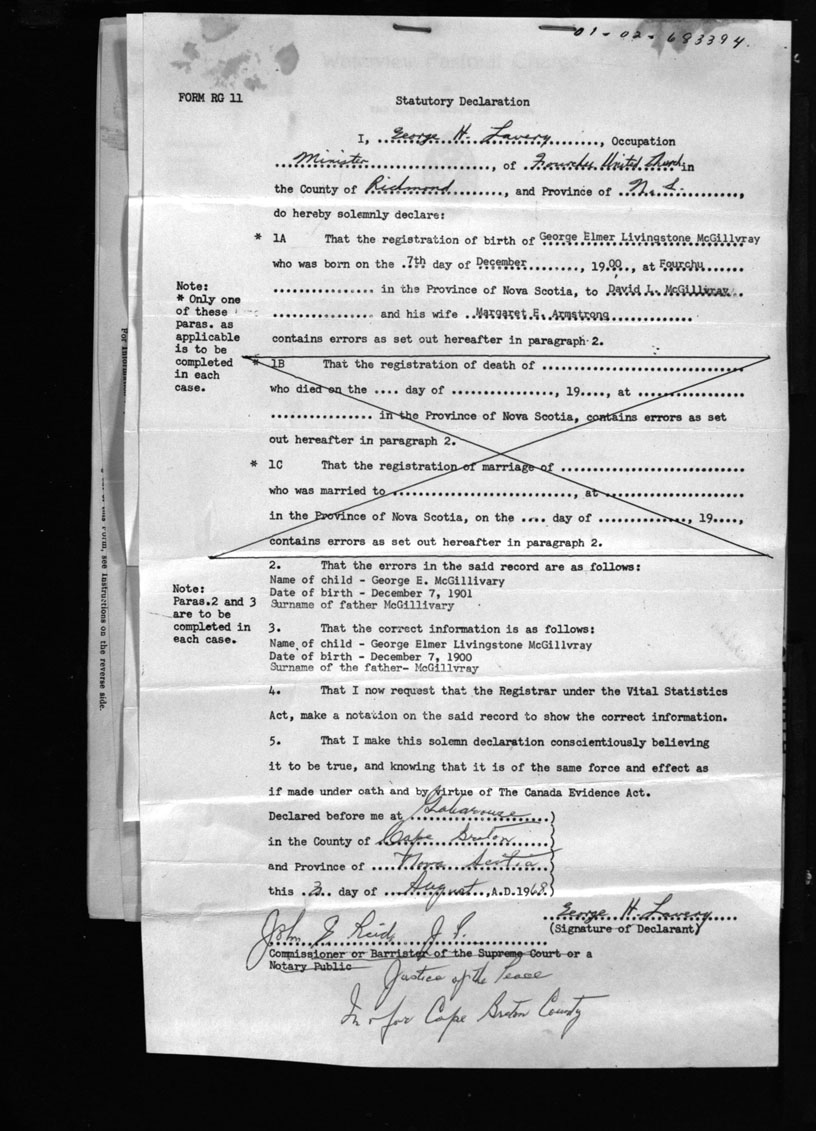 01-02-683394.
FORM RG 11
Statutory Declaration
I, George H. Lavery, Occupation
Minister, of Fourchu United Church in
the County of Richmond, and Province of N.S.,
do hereby solemnly declare:
* 1A That the registration of birth of George Elmer Livingstone McGillvray
who was born on the 7th day of December, 1900, at Fourchu
in the Province of Nova Scotia, to David L. McGillivray
and his wife Margaret E. Armstrong
contains errors as set out hereafter in paragraph 2.
Note:
* Only one
of these
paras. as
applicable
is to be
completed
in each
case.
* 1B That the registration of death of ..............................
who died on the .... day of ................, 19...., at ................
................ in the Province of Nova Scotia, contains errors as set
out hereafter in paragraph 2.
* 1C That the registration of marriage of ..............................
who was married to ............................, at ......................
in the Province of Nova Scotia, on the .... day of .............., 19....,
contains errors as set out hereafter in paragraph 2.
2. That the errors in the said record are as follows:
Name of child - George E. McGillivary
Date of birth - December 7, 1901
Surname of father McGillivary
Note:
Paras.2 and 3
are to be
completed in
each case.
3. That the correct information is as follows:
Name of child - George Elmer Livingstone McGillvray
Date of birth - December 7, 1900
Surname of the father- McGillvray
4. That I now request that the Registrar under the Vital Statistics
Act, make a notation on the said record to show the correct information.
5. That I make this solemn declaration conscientiously believing
it to be true, and knowing that it is of the same force and effect as
if made under oath and by virtue of The Canada Evidence Act.
Declared before me at Gabarouse )
in the County of Cape Breton )
and Province of Nova Scotia )
this 3 day of August, A.D.1968 )
George H. Lavery
(Signature of Declarant)
John J. P.
Commissioner or Barrister of the Supreme Court or a
Notary Public
Justice of the Peace
In & for Cape Breton County
form, see instructions on the reverse side.